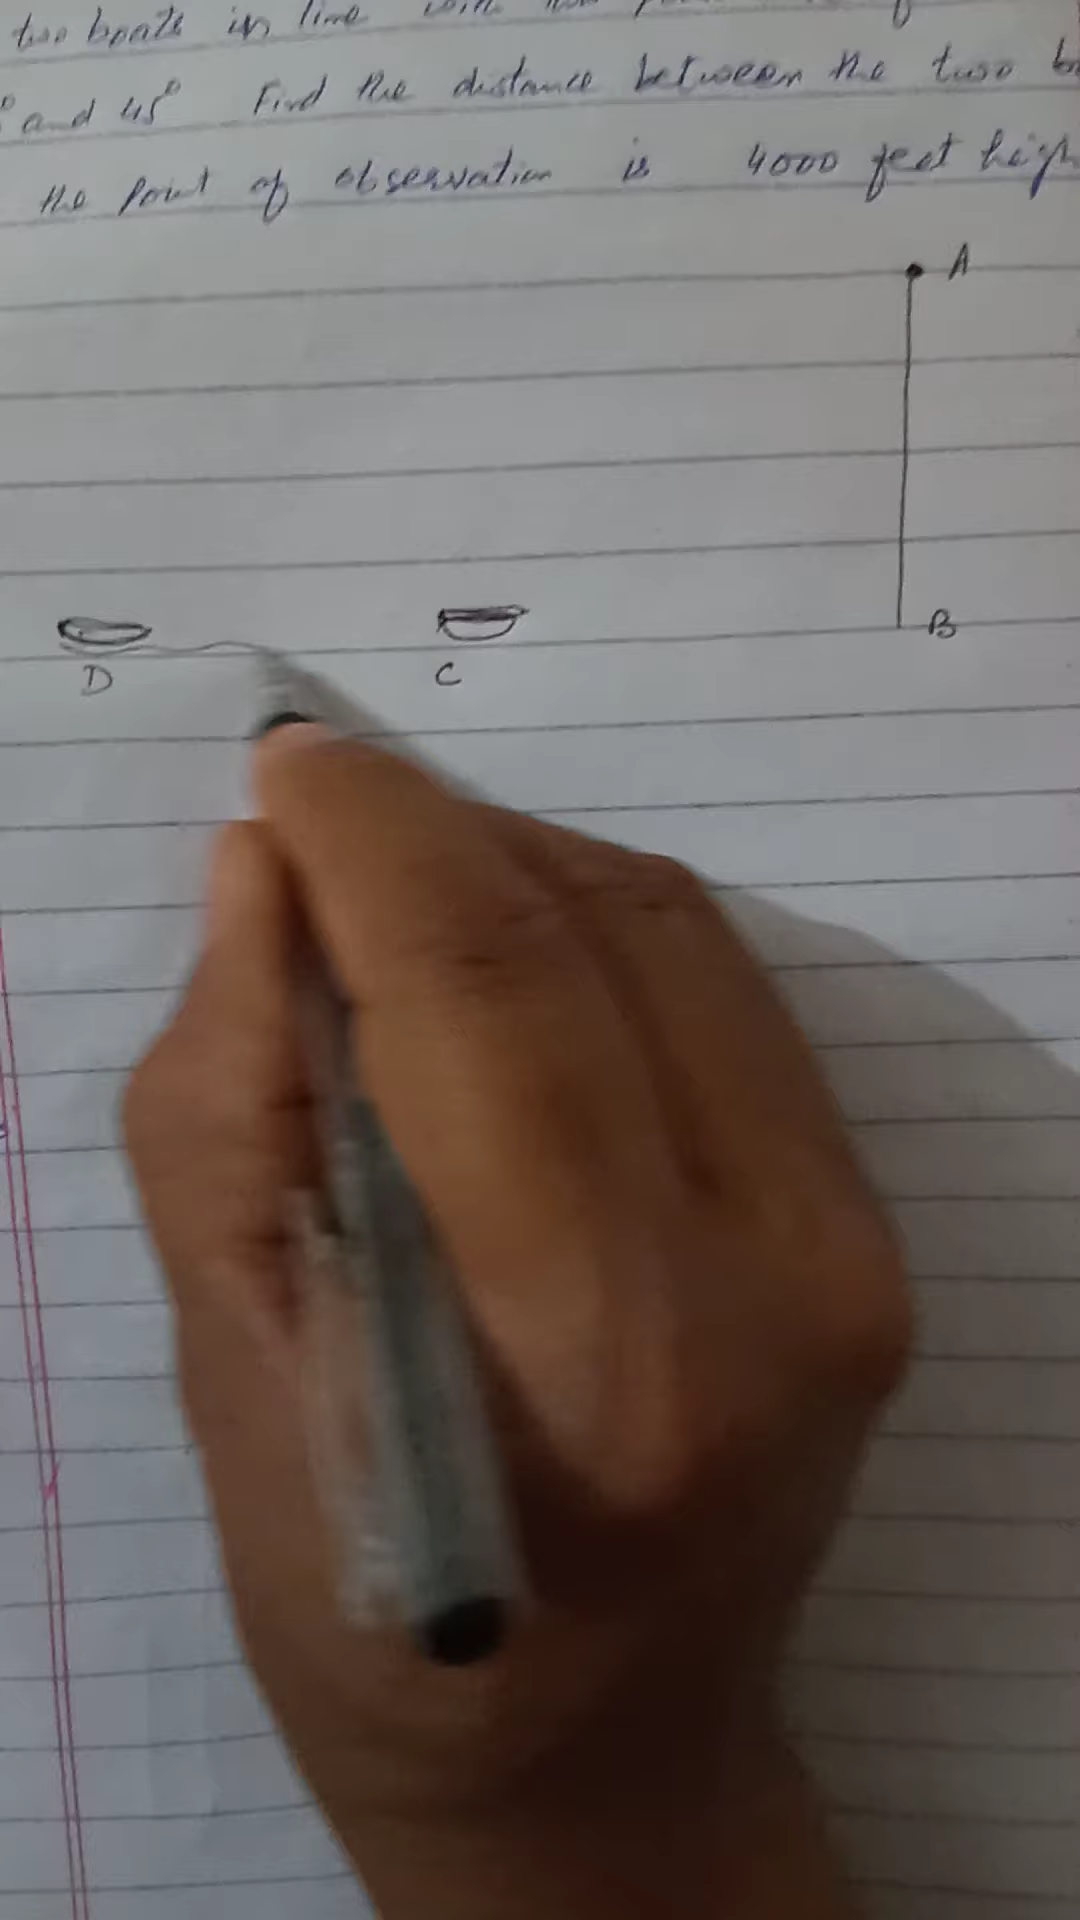 two boats in line with
and 45° Find the distance between the two
the point of observation is 4000 feet high
A
B
D
C